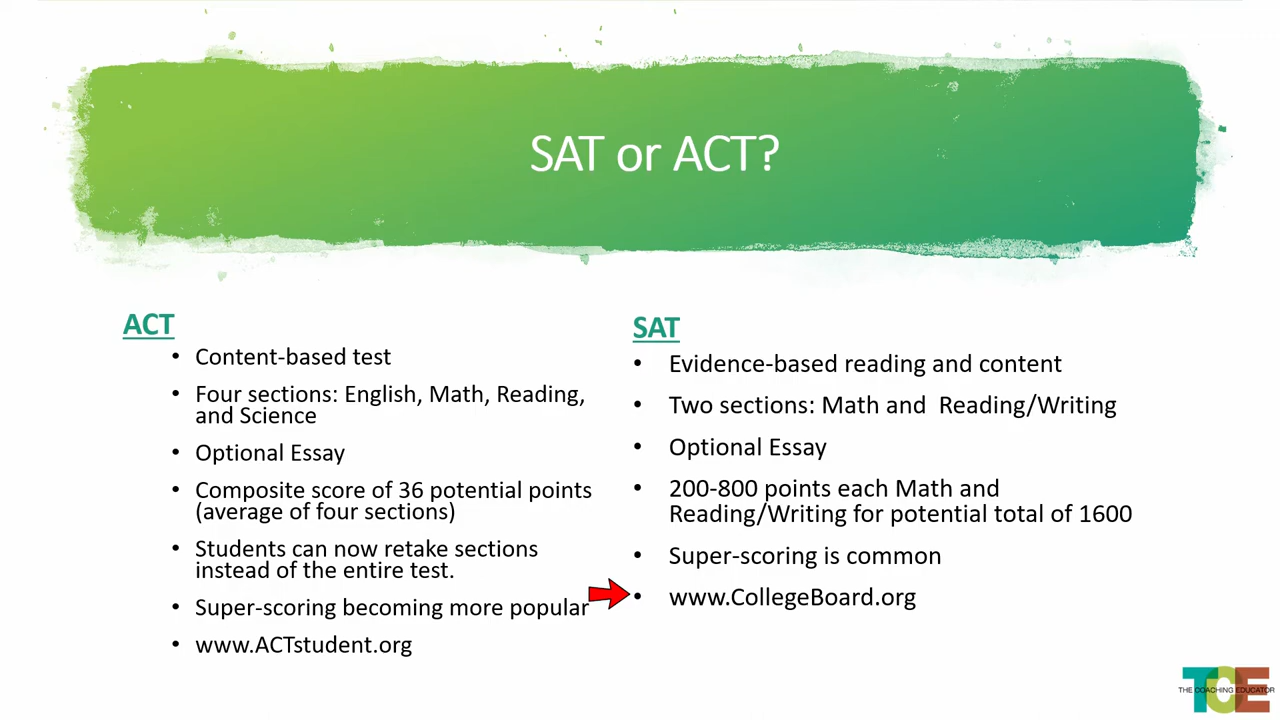 SAT or ACT?
ACT
• Content-based test
• Four sections: English, Math, Reading,
and Science
• Optional Essay
• Composite score of 36 potential points
(average of four sections)
• Students can now retake sections
instead of the entire test.
• Super-scoring becoming more popular
• www.ACTstudent.org
SAT
• Evidence-based reading and content
• Two sections: Math and  Reading/Writing
• Optional Essay
• 200-800 points each Math and
Reading/Writing for potential total of 1600
• Super-scoring is common
• www.CollegeBoard.org
TCE
THE COACHING EDUCATOR